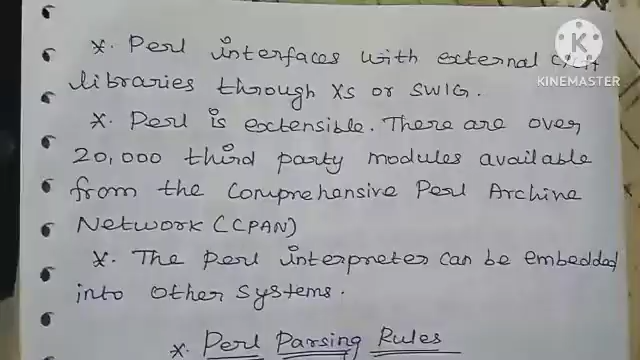 *. Perl interfaces with external
libraries through XS or SWIG.
*. Perl is extensible. There are over
20,000 third party modules available
from the Comprehensive Perl Archive
Network (CCPAN)
*. The Perl interpreter can be embedded
into other systems.
*. Perl Parsing Rules
K
KINEMASTER